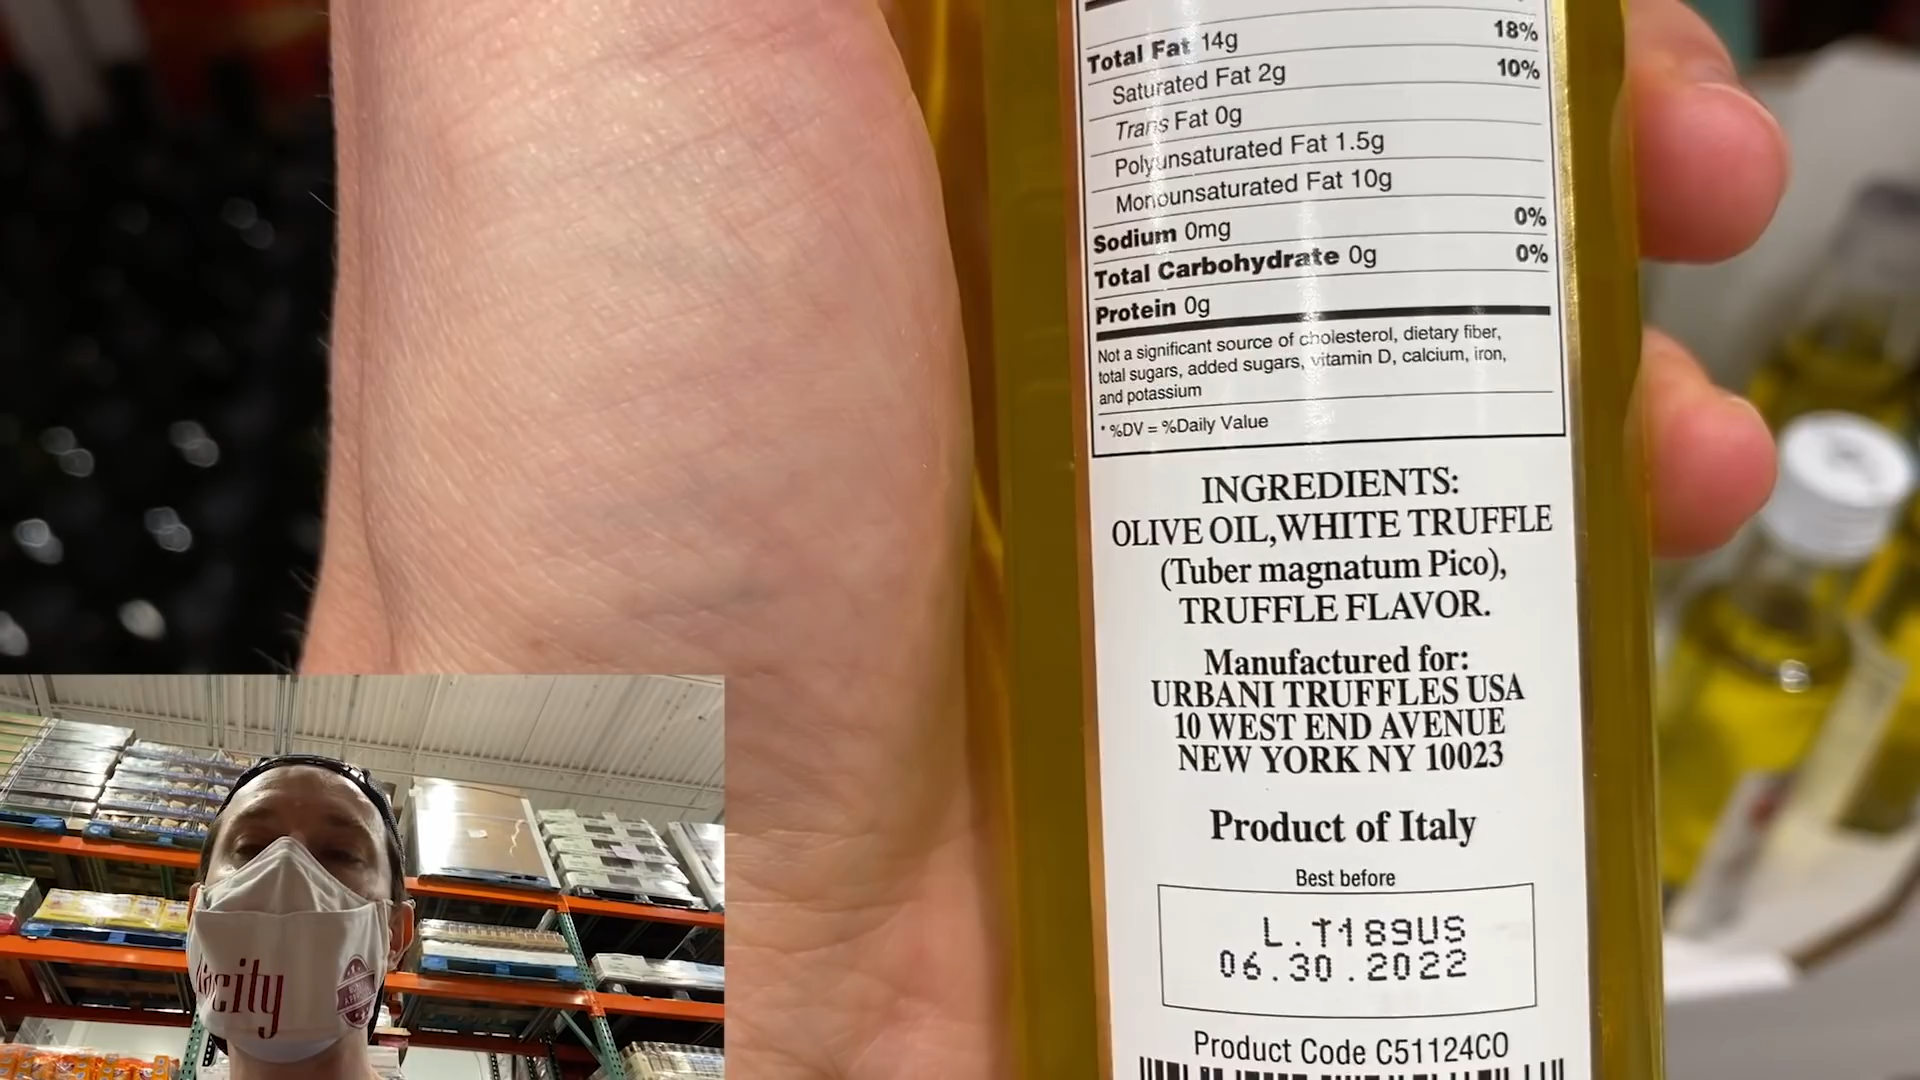 Total Fat 14g 18%
Saturated Fat 2g 10%
Trans Fat 0g
Polyunsaturated Fat 1.5g
Monounsaturated Fat 10g
Sodium 0mg 0%
Total Carbohydrate 0g 0%
Protein 0g
Not a significant source of cholesterol, dietary fiber,
total sugars, added sugars, vitamin D, calcium, iron,
and potassium
* %DV = %Daily Value
INGREDIENTS:
OLIVE OIL,WHITE TRUFFLE
(Tuber magnatum Pico),
TRUFFLE FLAVOR.
Manufactured for:
URBANI TRUFFLES USA
10 WEST END AVENUE
NEW YORK NY 10023
Product of Italy
Best before
L.T189US
06.30.2022
Product Code C51124CO